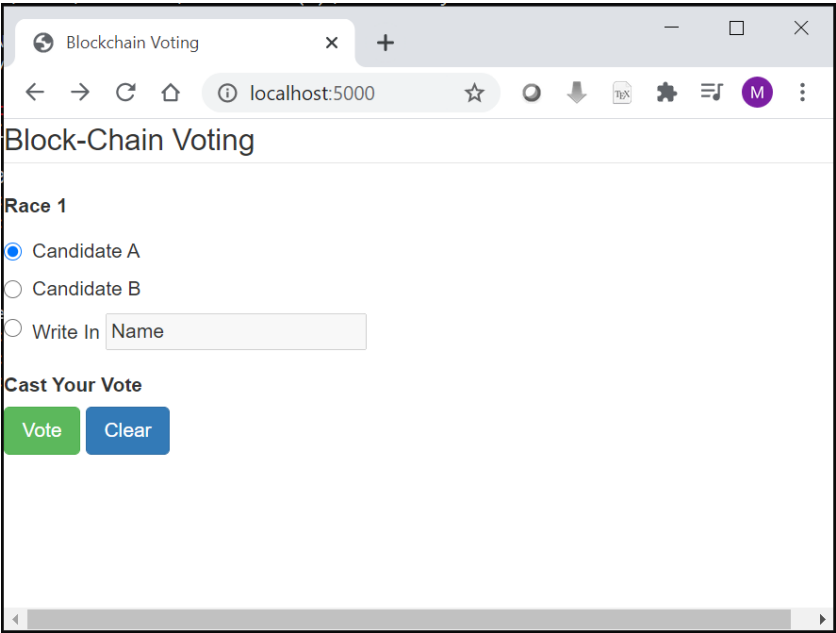 Blockchain Voting
localhost:5000
TEX
M
Block-Chain Voting
Race 1
Candidate A
Candidate B
Write In Name
Cast Your Vote
Vote Clear